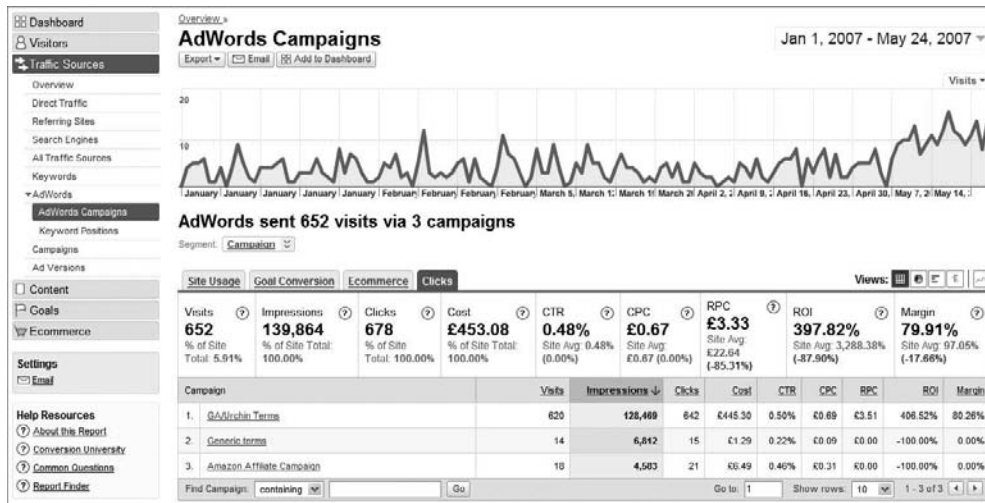 Dashboard
Visitors
Traffic Sources
Overview
Direct Traffic
Referring Sites
Search Engines
All Traffic Sources
Keywords
AdWords
AdWords Campaigns
Keyword Positions
Campaigns
Ad Versions
Content
Goals
Ecommerce
Settings
Email
Help Resources
About this Report
Conversion University
Common Questions
Report Finder
Overview »
AdWords Campaigns
Jan 1, 2007 - May 24, 2007
Export Email Add to Dashboard
Visits
20
10
January January January January January February February February February March 5, March 12 March 19 March 26 April 2, 2 April 9, 2 April 16, April 23, April 30, May 7, 20 May 14, 2
AdWords sent 652 visits via 3 campaigns
Segment: Campaign
Site Usage Goal Conversion Ecommerce Clicks Views:
Visits Impressions Clicks Cost CTR CPC RPC ROI Margin
652 139,864 678 £453.08 0.48% £0.67 £3.33 397.82% 79.91%
% of Site Total: 5.91% % of Site Total: 100.00% % of Site Total: 100.00% % of Site Total: 100.00% Site Avg: 0.48% (0.00%) Site Avg: £0.67 (0.00%) Site Avg: £22.64 (-85.31%) Site Avg: 3,288.38% (-87.90%) Site Avg: 97.05% (-17.66%)
Campaign Visits Impressions Clicks Cost CTR CPC RPC ROI Margin
1. GA/Urchin Terms 620 128,469 642 £445.30 0.50% £0.69 £3.51 406.52% 80.26%
2. Generic terms 14 6,812 15 £1.29 0.22% £0.09 £0.00 -100.00% 0.00%
3. Amazon Affiliate Campaign 18 4,583 21 £6.49 0.46% £0.31 £0.00 -100.00% 0.00%
Find Campaign: containing Go Go to: 1 Show rows: 10 1 - 3 of 3